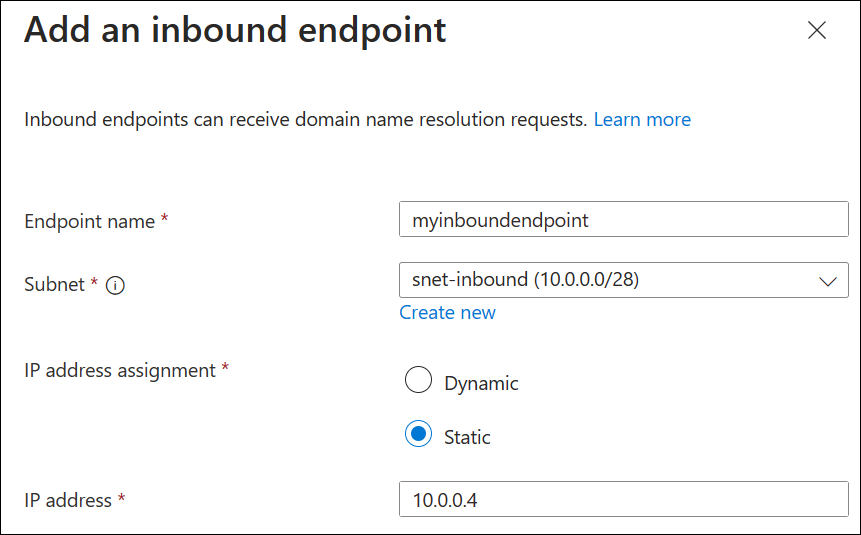 Add an inbound endpoint
Inbound endpoints can receive domain name resolution requests. Learn more
Endpoint name * myinboundendpoint
Subnet * snet-inbound (10.0.0.0/28)
Create new
IP address assignment *
Dynamic
Static
IP address * 10.0.0.4